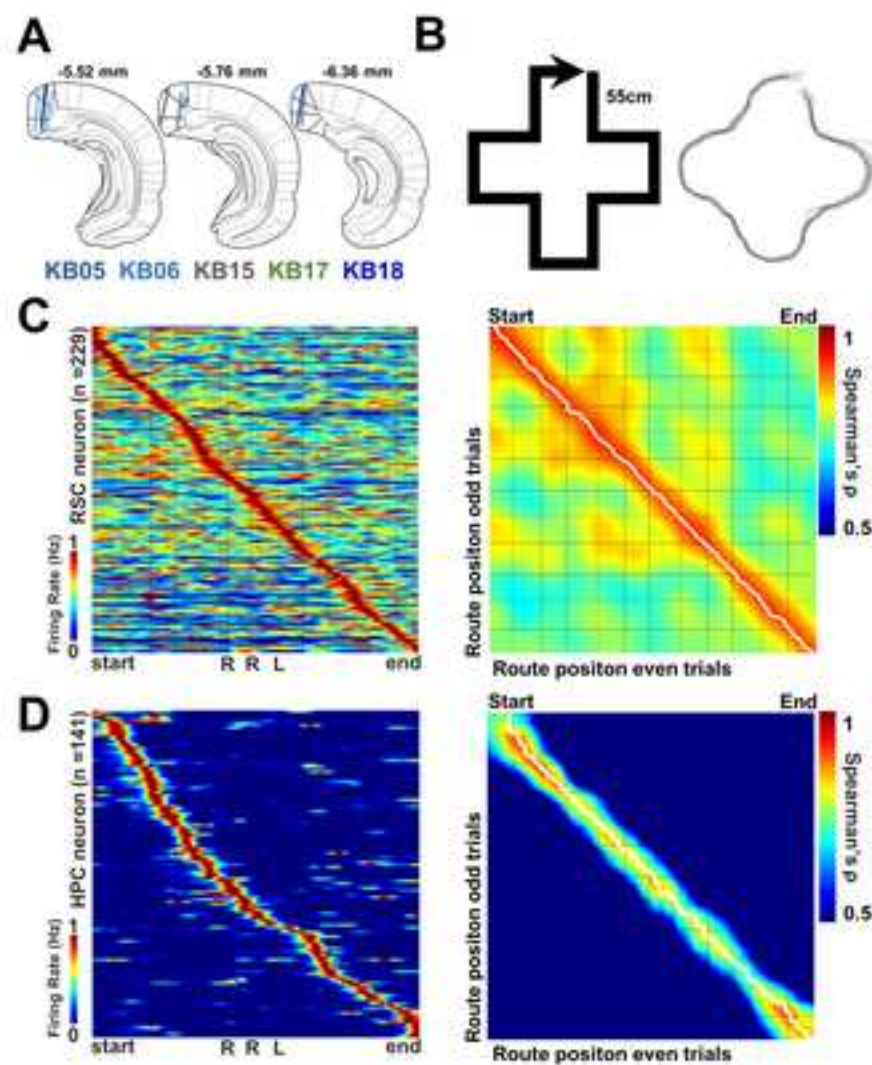 A
-5.52 mm -5.76 mm -6.36 mm
KB05 KB06 KB15 KB17 KB18
B
55cm
C
RSC neuron (n =229)
Firing Rate (Hz)
1
0
start R R L end
Start End
Route position odd trials
Route positon even trials
1
Spearman's ρ
0.5
D
HPC neuron (n =141)
Firing Rate (Hz)
1
0
start R R L end
Start End
Route positon odd trials
Route positon even trials
1
Spearman's ρ
0.5